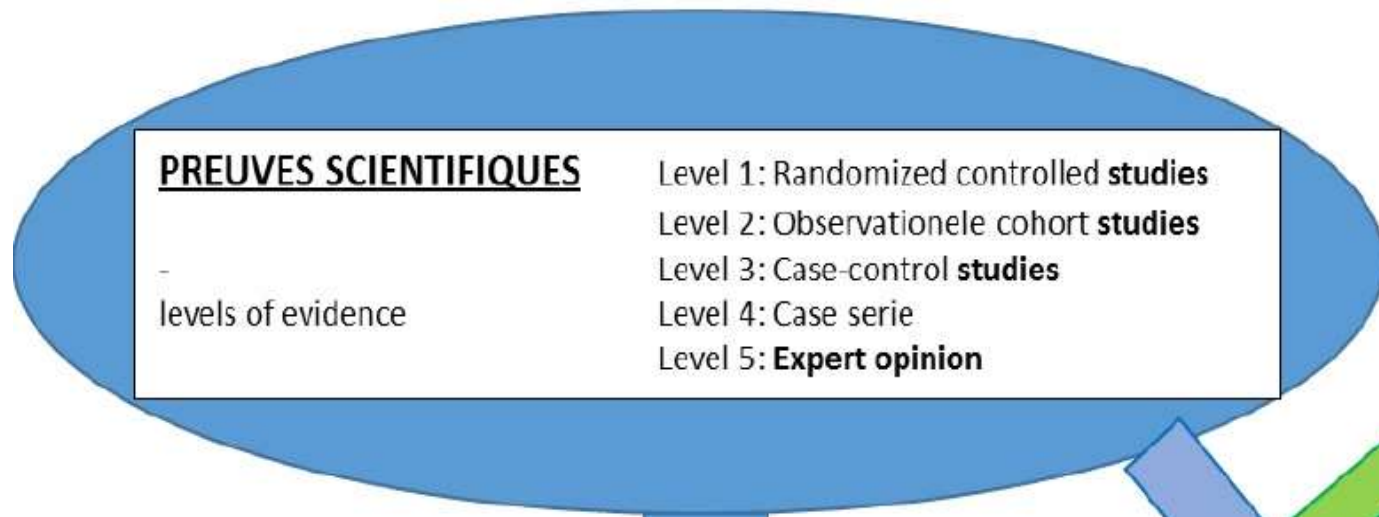 PREUVES SCIENTIFIQUES
-
levels of evidence
Level 1: Randomized controlled studies
Level 2: Observationele cohort studies
Level 3: Case-control studies
Level 4: Case serie
Level 5: Expert opinion